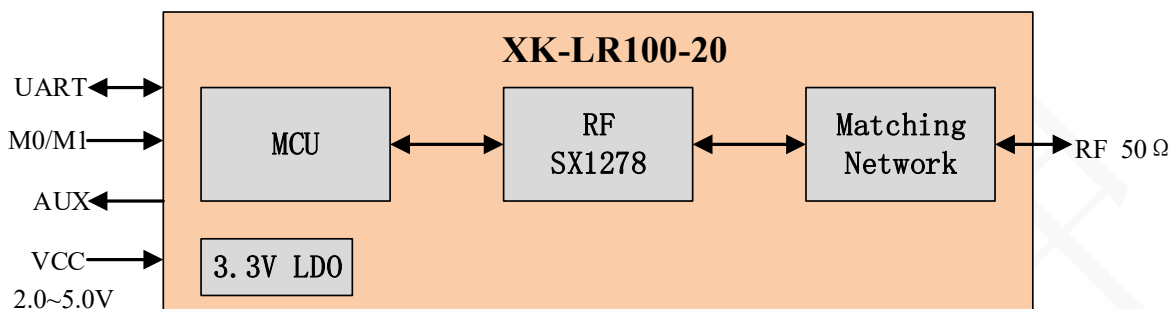 XK-LR100-20
UART
M0/M1
AUX
VCC
2.0~5.0V
MCU
RF
SX1278
Matching
Network
RF 50Ω
3.3V LDO